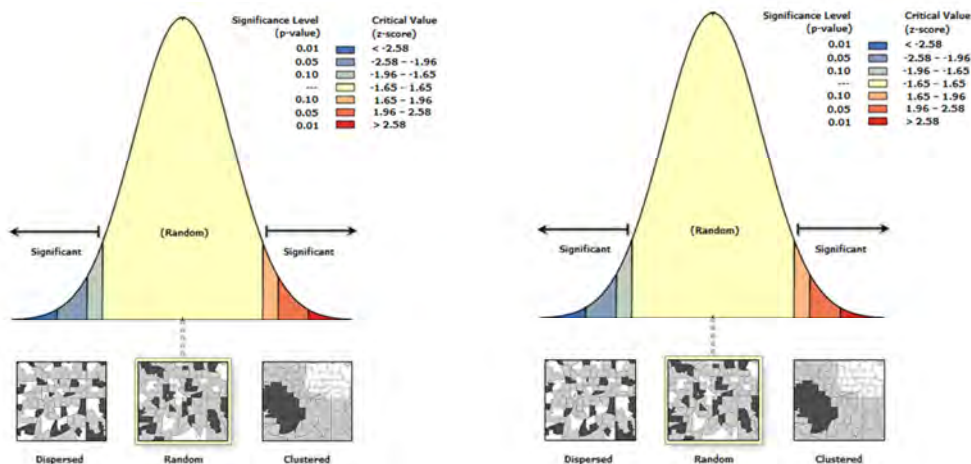 Significance Level Critical Value
(p-value) (z-score)
0.01 < -2.58
0.05 -2.58 – -1.96
0.10 -1.96 – -1.65
--- -1.65 – 1.65
0.10 1.65 – 1.96
0.05 1.96 – 2.58
0.01 > 2.58
Significant
(Random)
Significant
Dispersed Random Clustered
Significance Level Critical Value
(p-value) (z-score)
0.01 < -2.58
0.05 -2.58 – -1.96
0.10 -1.96 – -1.65
--- -1.65 – 1.65
0.10 1.65 – 1.96
0.05 1.96 – 2.58
0.01 > 2.58
Significant
(Random)
Significant
Dispersed Random Clustered